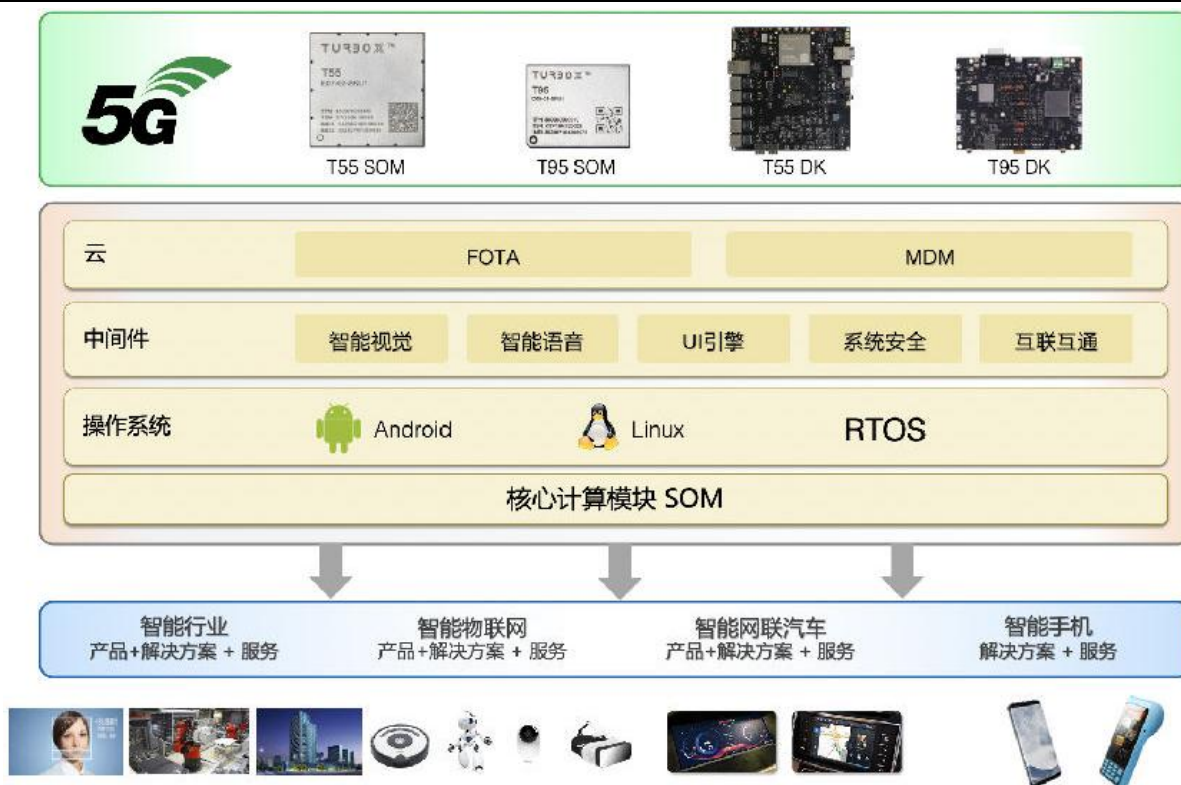 5G
TURBOX™
T55
TURBOX™
T95
T55 SOM
T95 SOM
T55 DK
T95 DK
云
FOTA
MDM
中间件
智能视觉
智能语音
UI引擎
系统安全
互联互通
操作系统
Android
Linux
RTOS
核心计算模块 SOM
智能行业
产品+解决方案 + 服务
智能物联网
产品+解决方案 + 服务
智能网联汽车
产品+解决方案 + 服务
智能手机
解决方案 + 服务